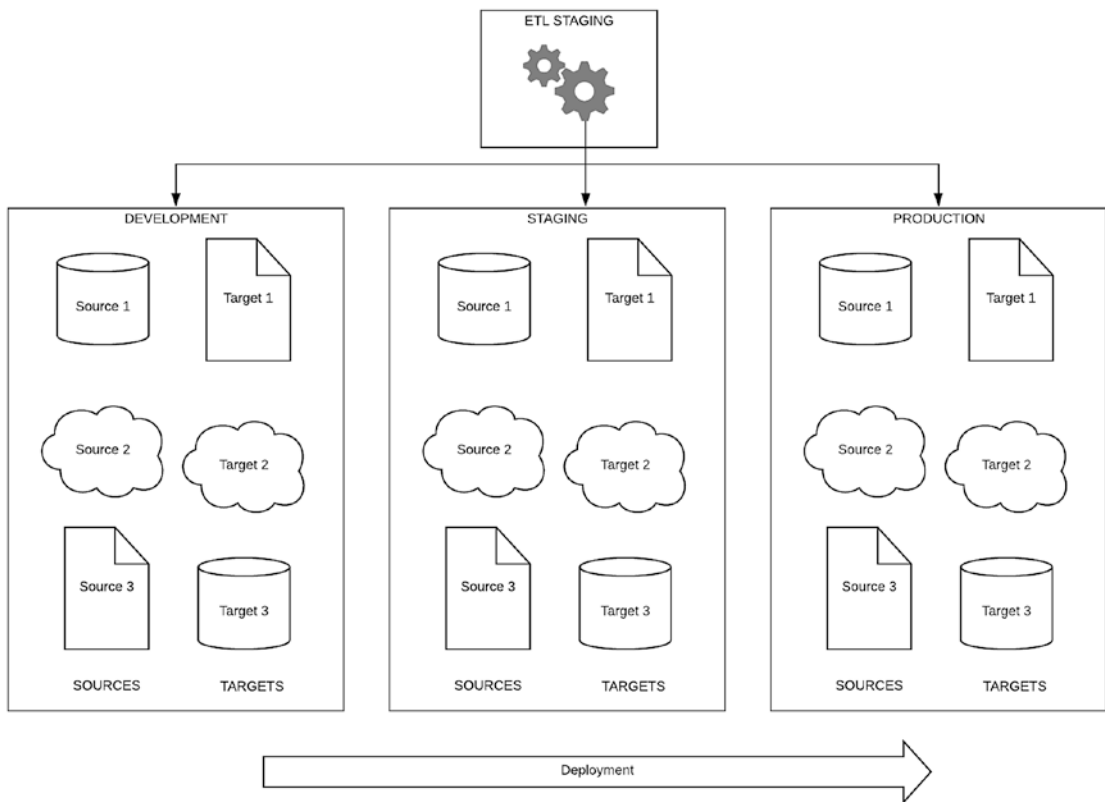 ETL STAGING
DEVELOPMENT
Source 1
Target 1
Source 2
Target 2
Source 3
Target 3
SOURCES
TARGETS
STAGING
Source 1
Target 1
Source 2
Target 2
Source 3
Target 3
SOURCES
TARGETS
PRODUCTION
Source 1
Target 1
Source 2
Target 2
Source 3
Target 3
SOURCES
TARGETS
Deployment